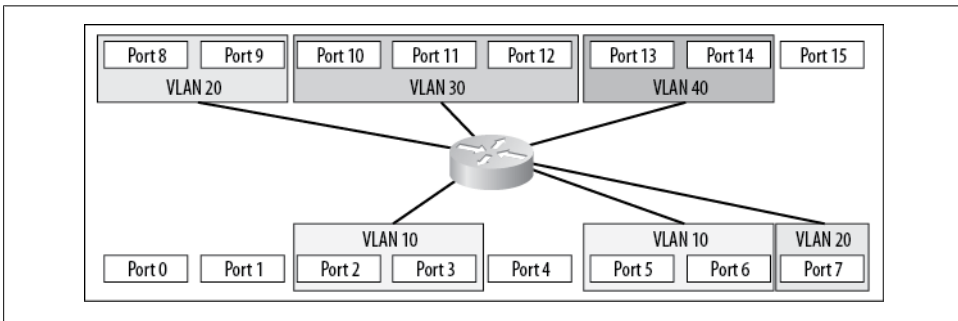 Port 8 Port 9 Port 10 Port 11 Port 12 Port 13 Port 14 Port 15
VLAN 20 VLAN 30 VLAN 40
VLAN 10 VLAN 10 VLAN 20
Port 0 Port 1 Port 2 Port 3 Port 4 Port 5 Port 6 Port 7